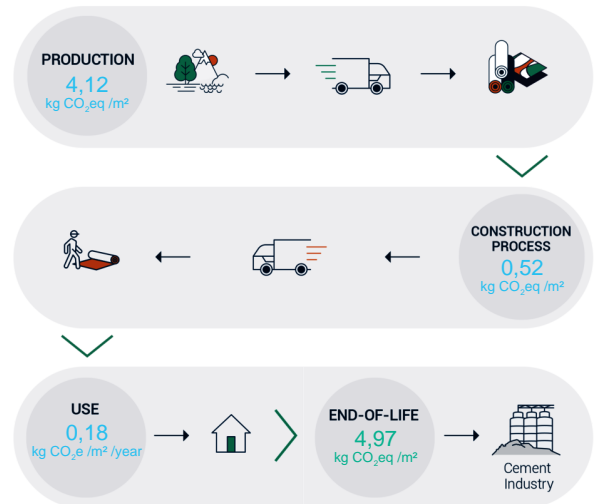 PRODUCTION
4,12
kg CO₂eq /m²
CONSTRUCTION
PROCESS
0,52
kg CO₂eq /m²
USE
0,18
kg CO₂e /m² /year
END-OF-LIFE
4,97
kg CO₂eq /m²
Cement
Industry